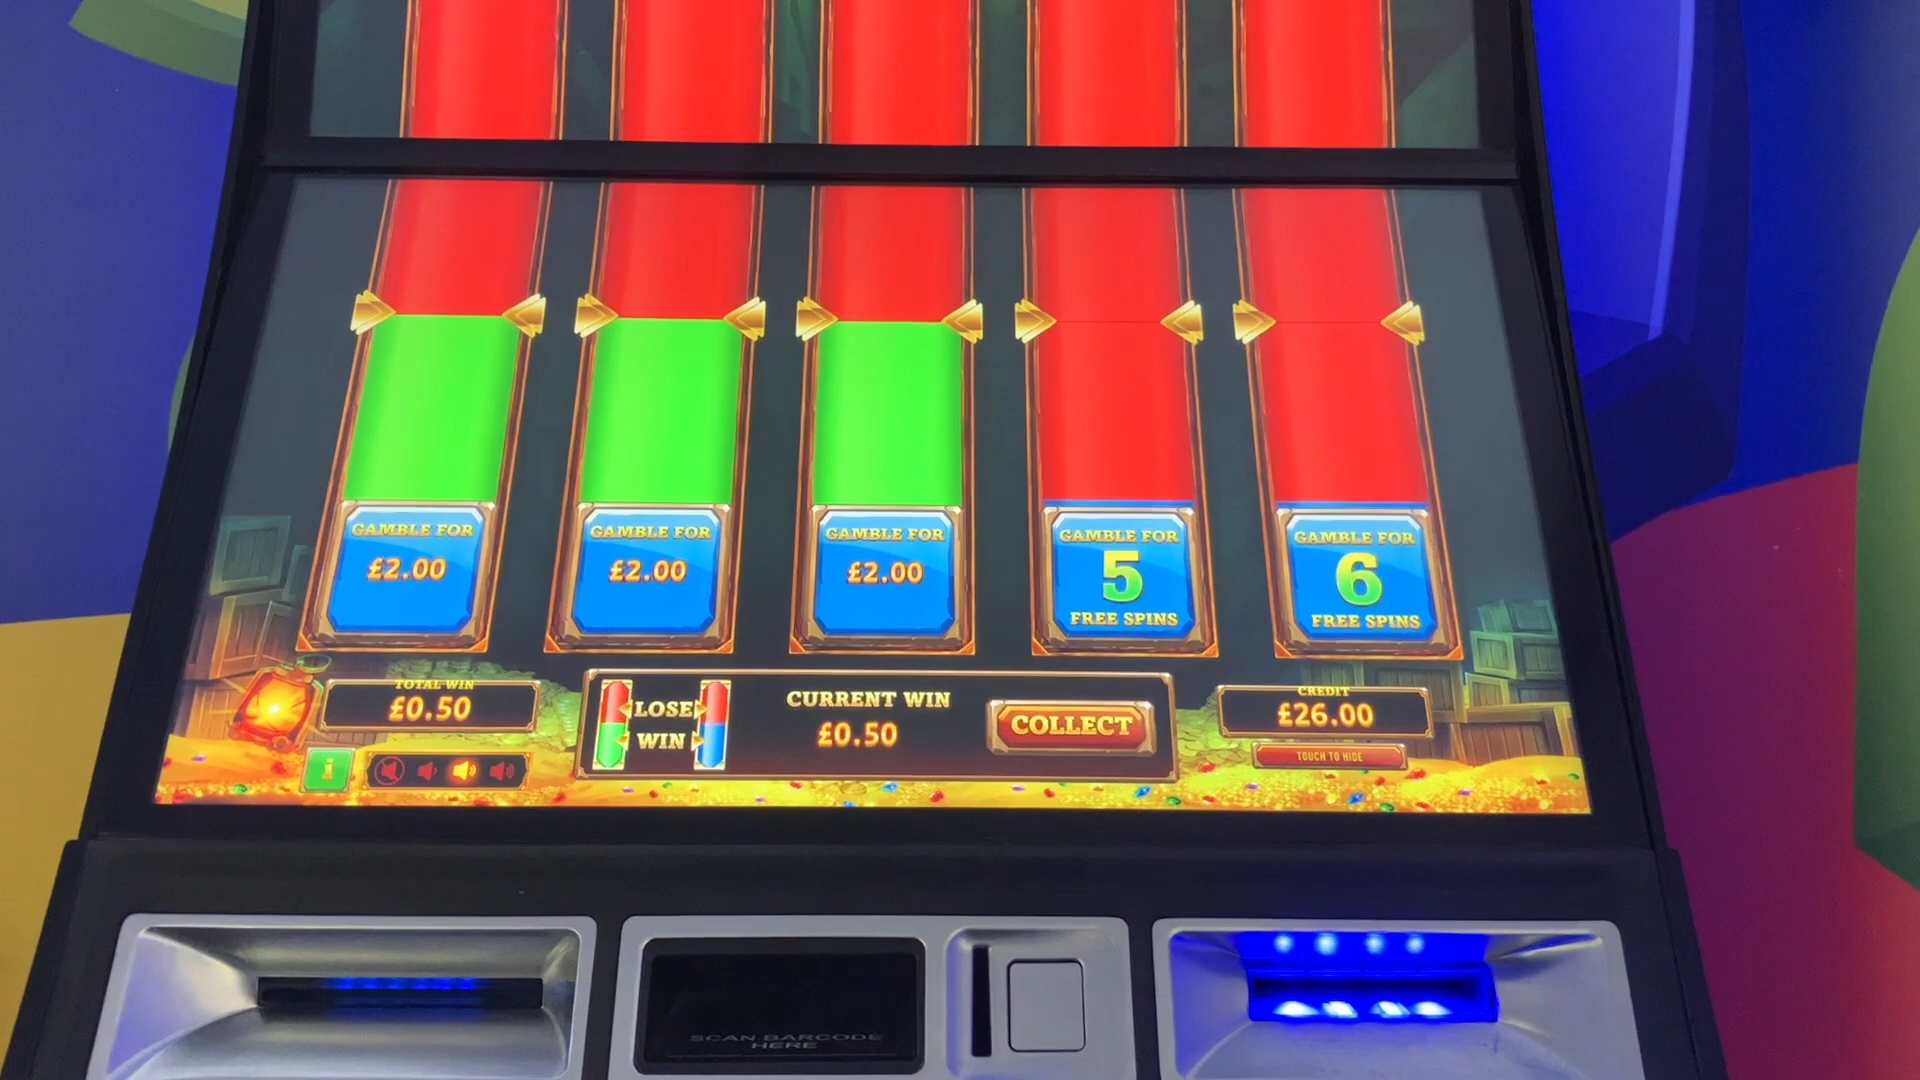 GAMBLE FOR
£2.00
GAMBLE FOR
£2.00
GAMBLE FOR
£2.00
GAMBLE FOR
5
FREE SPINS
GAMBLE FOR
6
FREE SPINS
TOTAL WIN
£0.50
LOSE
WIN
CURRENT WIN
£0.50
COLLECT
CREDIT
£26.00
TOUCH TO HIDE
i
SCAN BARCODE
HERE